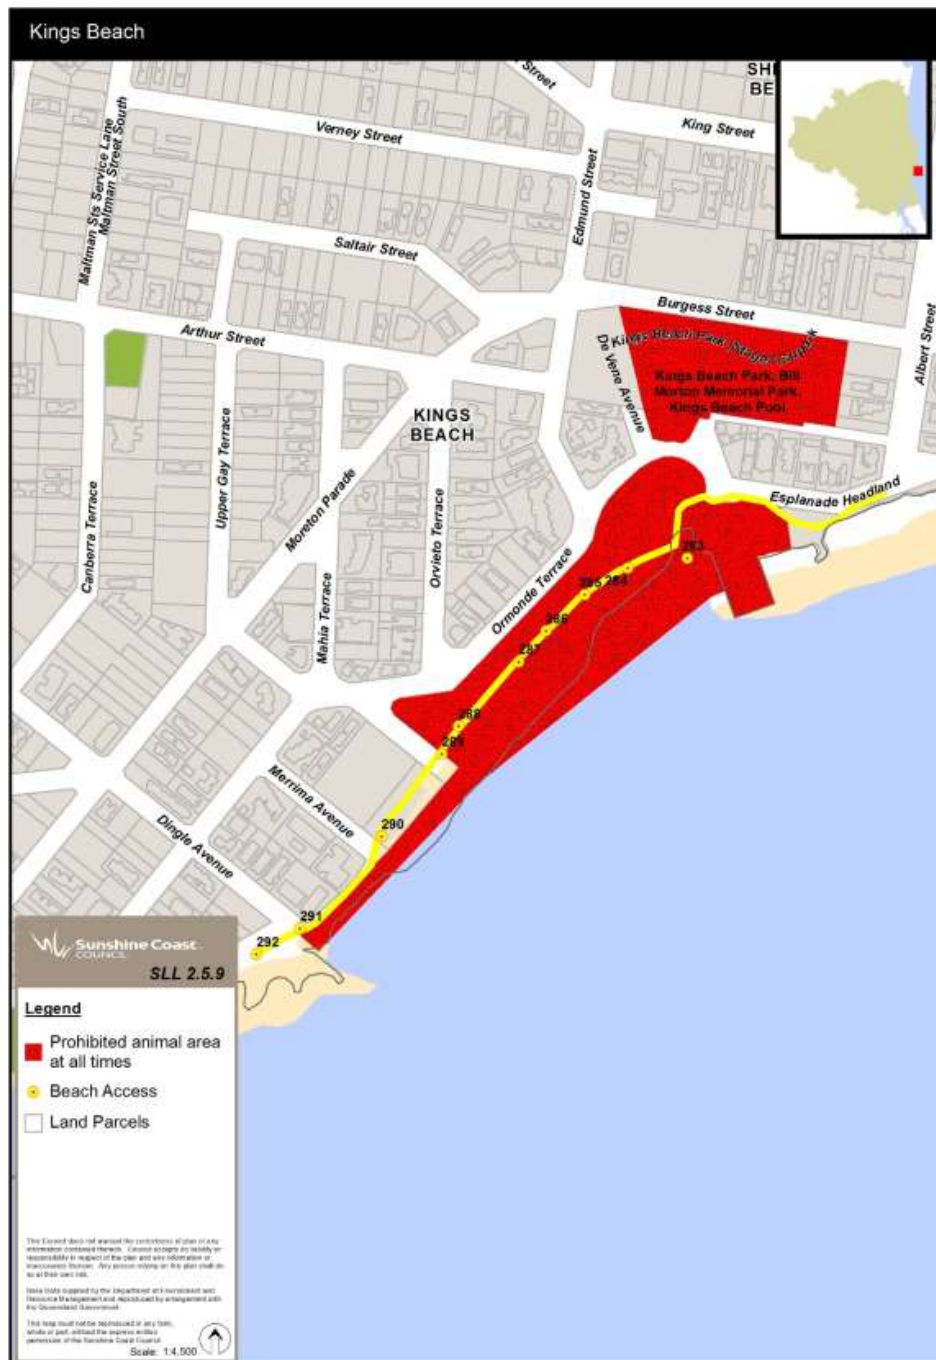 Kings Beach
Street
SH
BE
Verney Street
King Street
Maltman Sts Service Lane
Maltman Street South
Edmund Street
Saltair Street
Burgess Street
Arthur Street
De Vene Avenue
Kings Beach Park, Bill
Morton Memorial Park,
Kings Beach Pool
Albert Street
KINGS
BEACH
Upper Gay Terrace
Moreton Parade
Canberra Terrace
Orvieto Terrace
Mahia Terrace
Ormonde Terrace
Esplanade Headland
283
284
285
286
287
288
289
Merrima Avenue
Dingle Avenue
290
291
292
Sunshine Coast
COUNCIL
SLL 2.5.9
Legend
Prohibited animal area
at all times
Beach Access
Land Parcels
Scale: 1:4,500